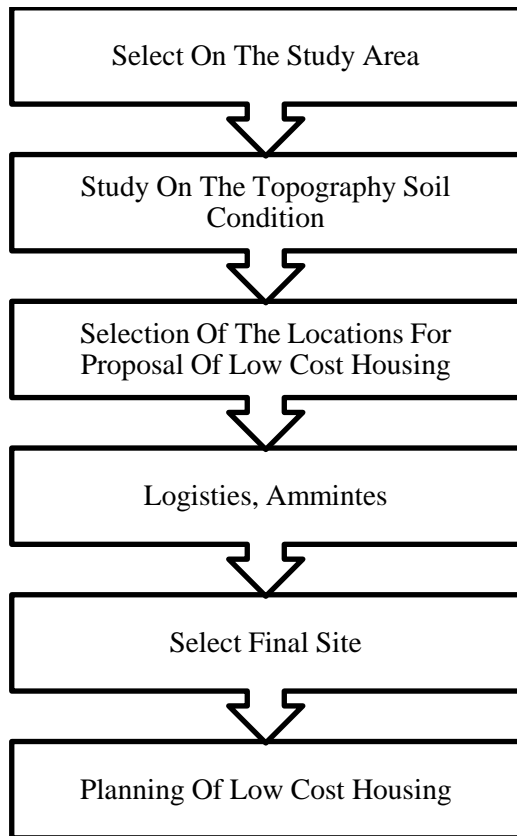 Select On The Study Area
Study On The Topography Soil
Condition
Selection Of The Locations For
Proposal Of Low Cost Housing
Logisties, Ammintes
Select Final Site
Planning Of Low Cost Housing